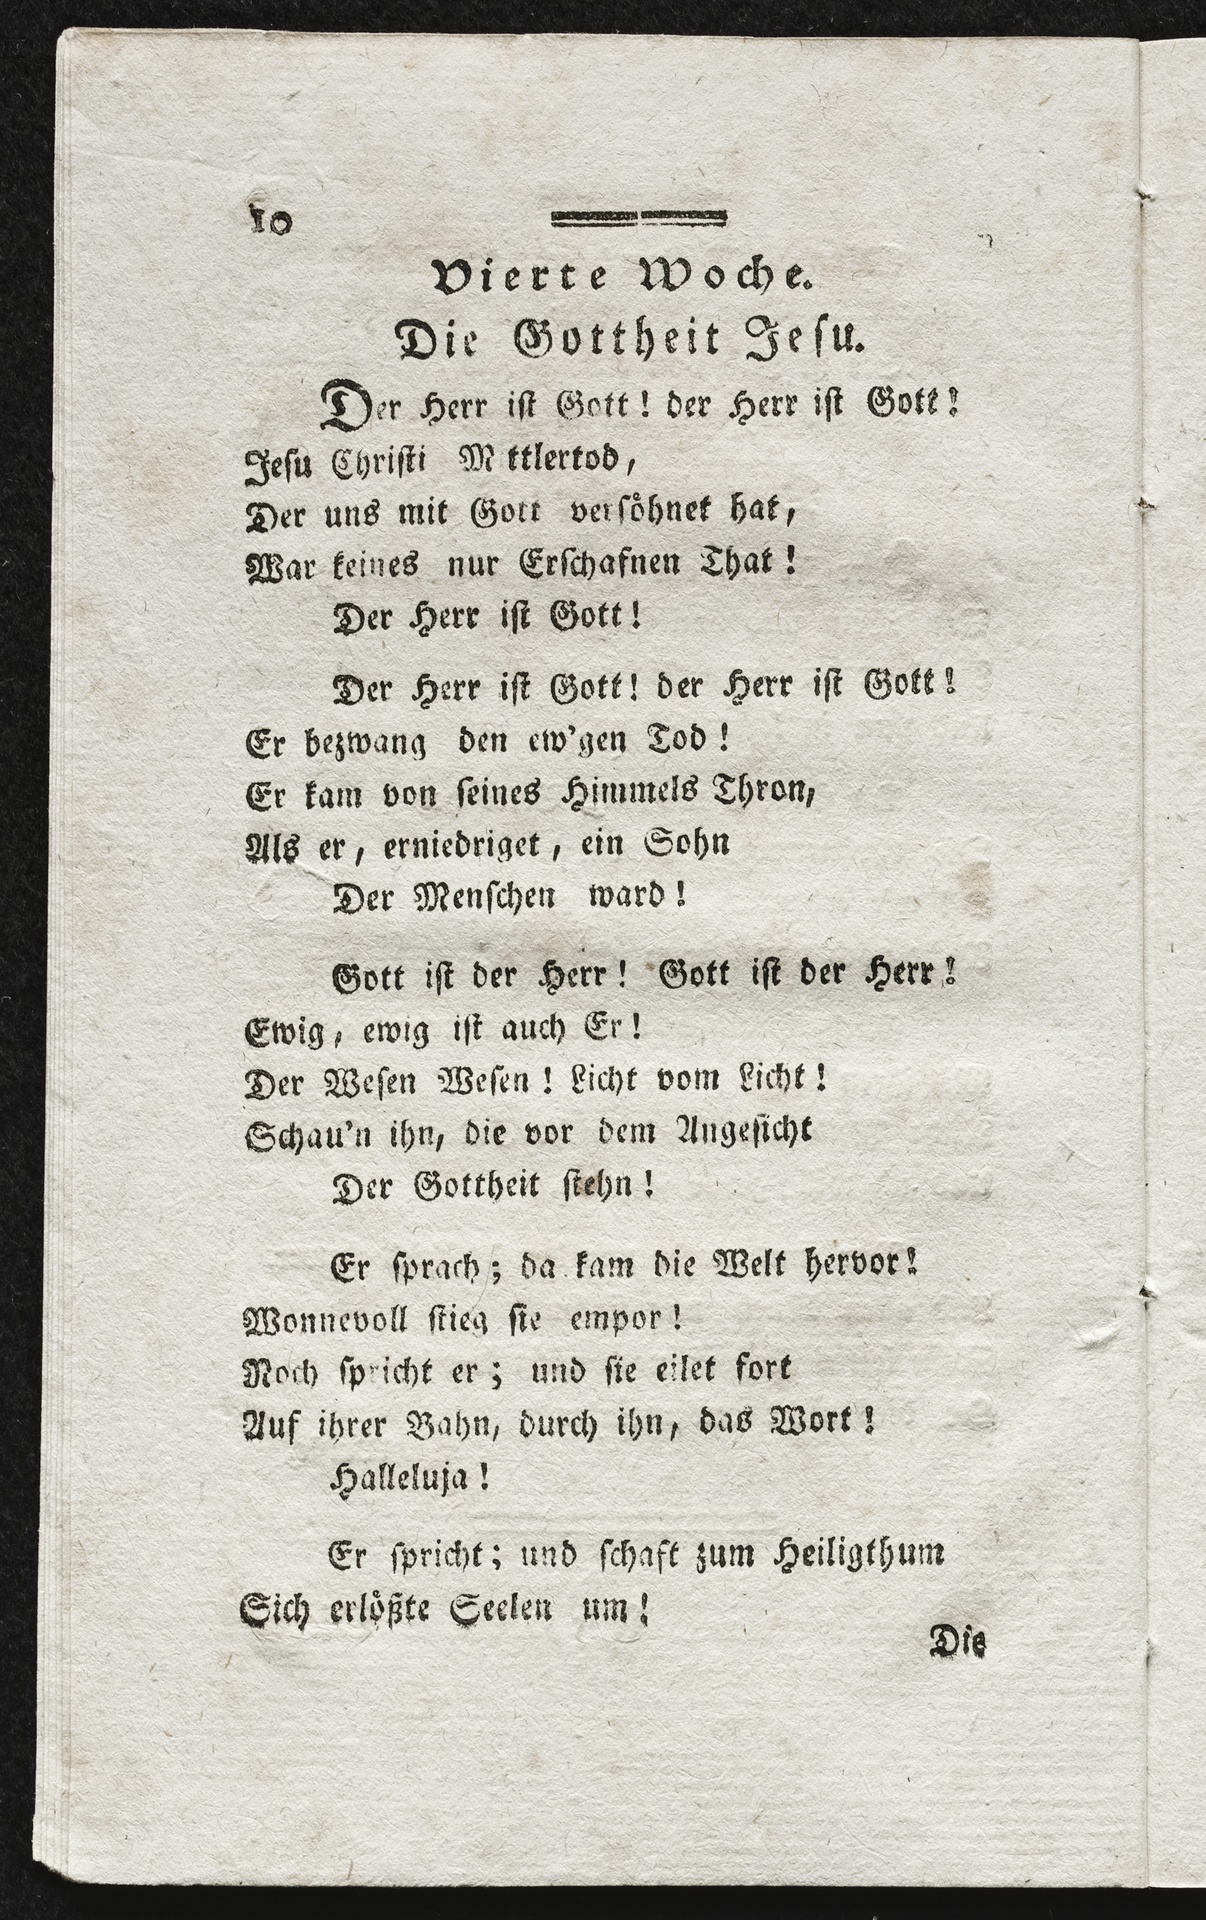 10
Vierte Woche.
Die Gottheit Jeſu.
Der Herr iſt Gott! der Herr iſt Gott!
Jeſu Chriſti M ttlertod,
Der uns mit Gott verſoͤhnet hat,
War keines nur Erſchafnen That!
Der Herr iſt Gott!
Der Herr iſt Gott! der Herr iſt Gott!
Er bezwang den ew'gen Tod!
Er kam von ſeines Himmels Thron,
Als er, erniedriget, ein Sohn
Der Menſchen ward!
Gott iſt der Herr! Gott iſt der Herr!
Ewig, ewig iſt auch Er!
Der Weſen Weſen! Licht vom Licht!
Schau'n ihn, die vor dem Angeſicht
Der Gottheit ſtehn!
Er ſprach; da kam die Welt hervor!
Wonnevoll ſtieg ſie empor!
Noch ſpricht er; und ſie eilet fort
Auf ihrer Bahn, durch ihn, das Wort!
Halleluja!
Er ſpricht; und ſchaft zum Heiligthum
Sich erloͤßte Seelen um!
Die